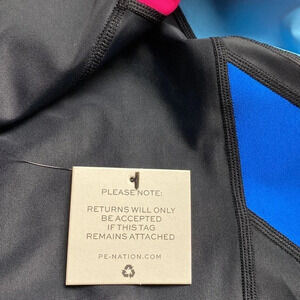 PLEASE NOTE:
RETURNS WILL ONLY
BE ACCEPTED
IF THIS TAG
REMAINS ATTACHED
PE-NATION.COM